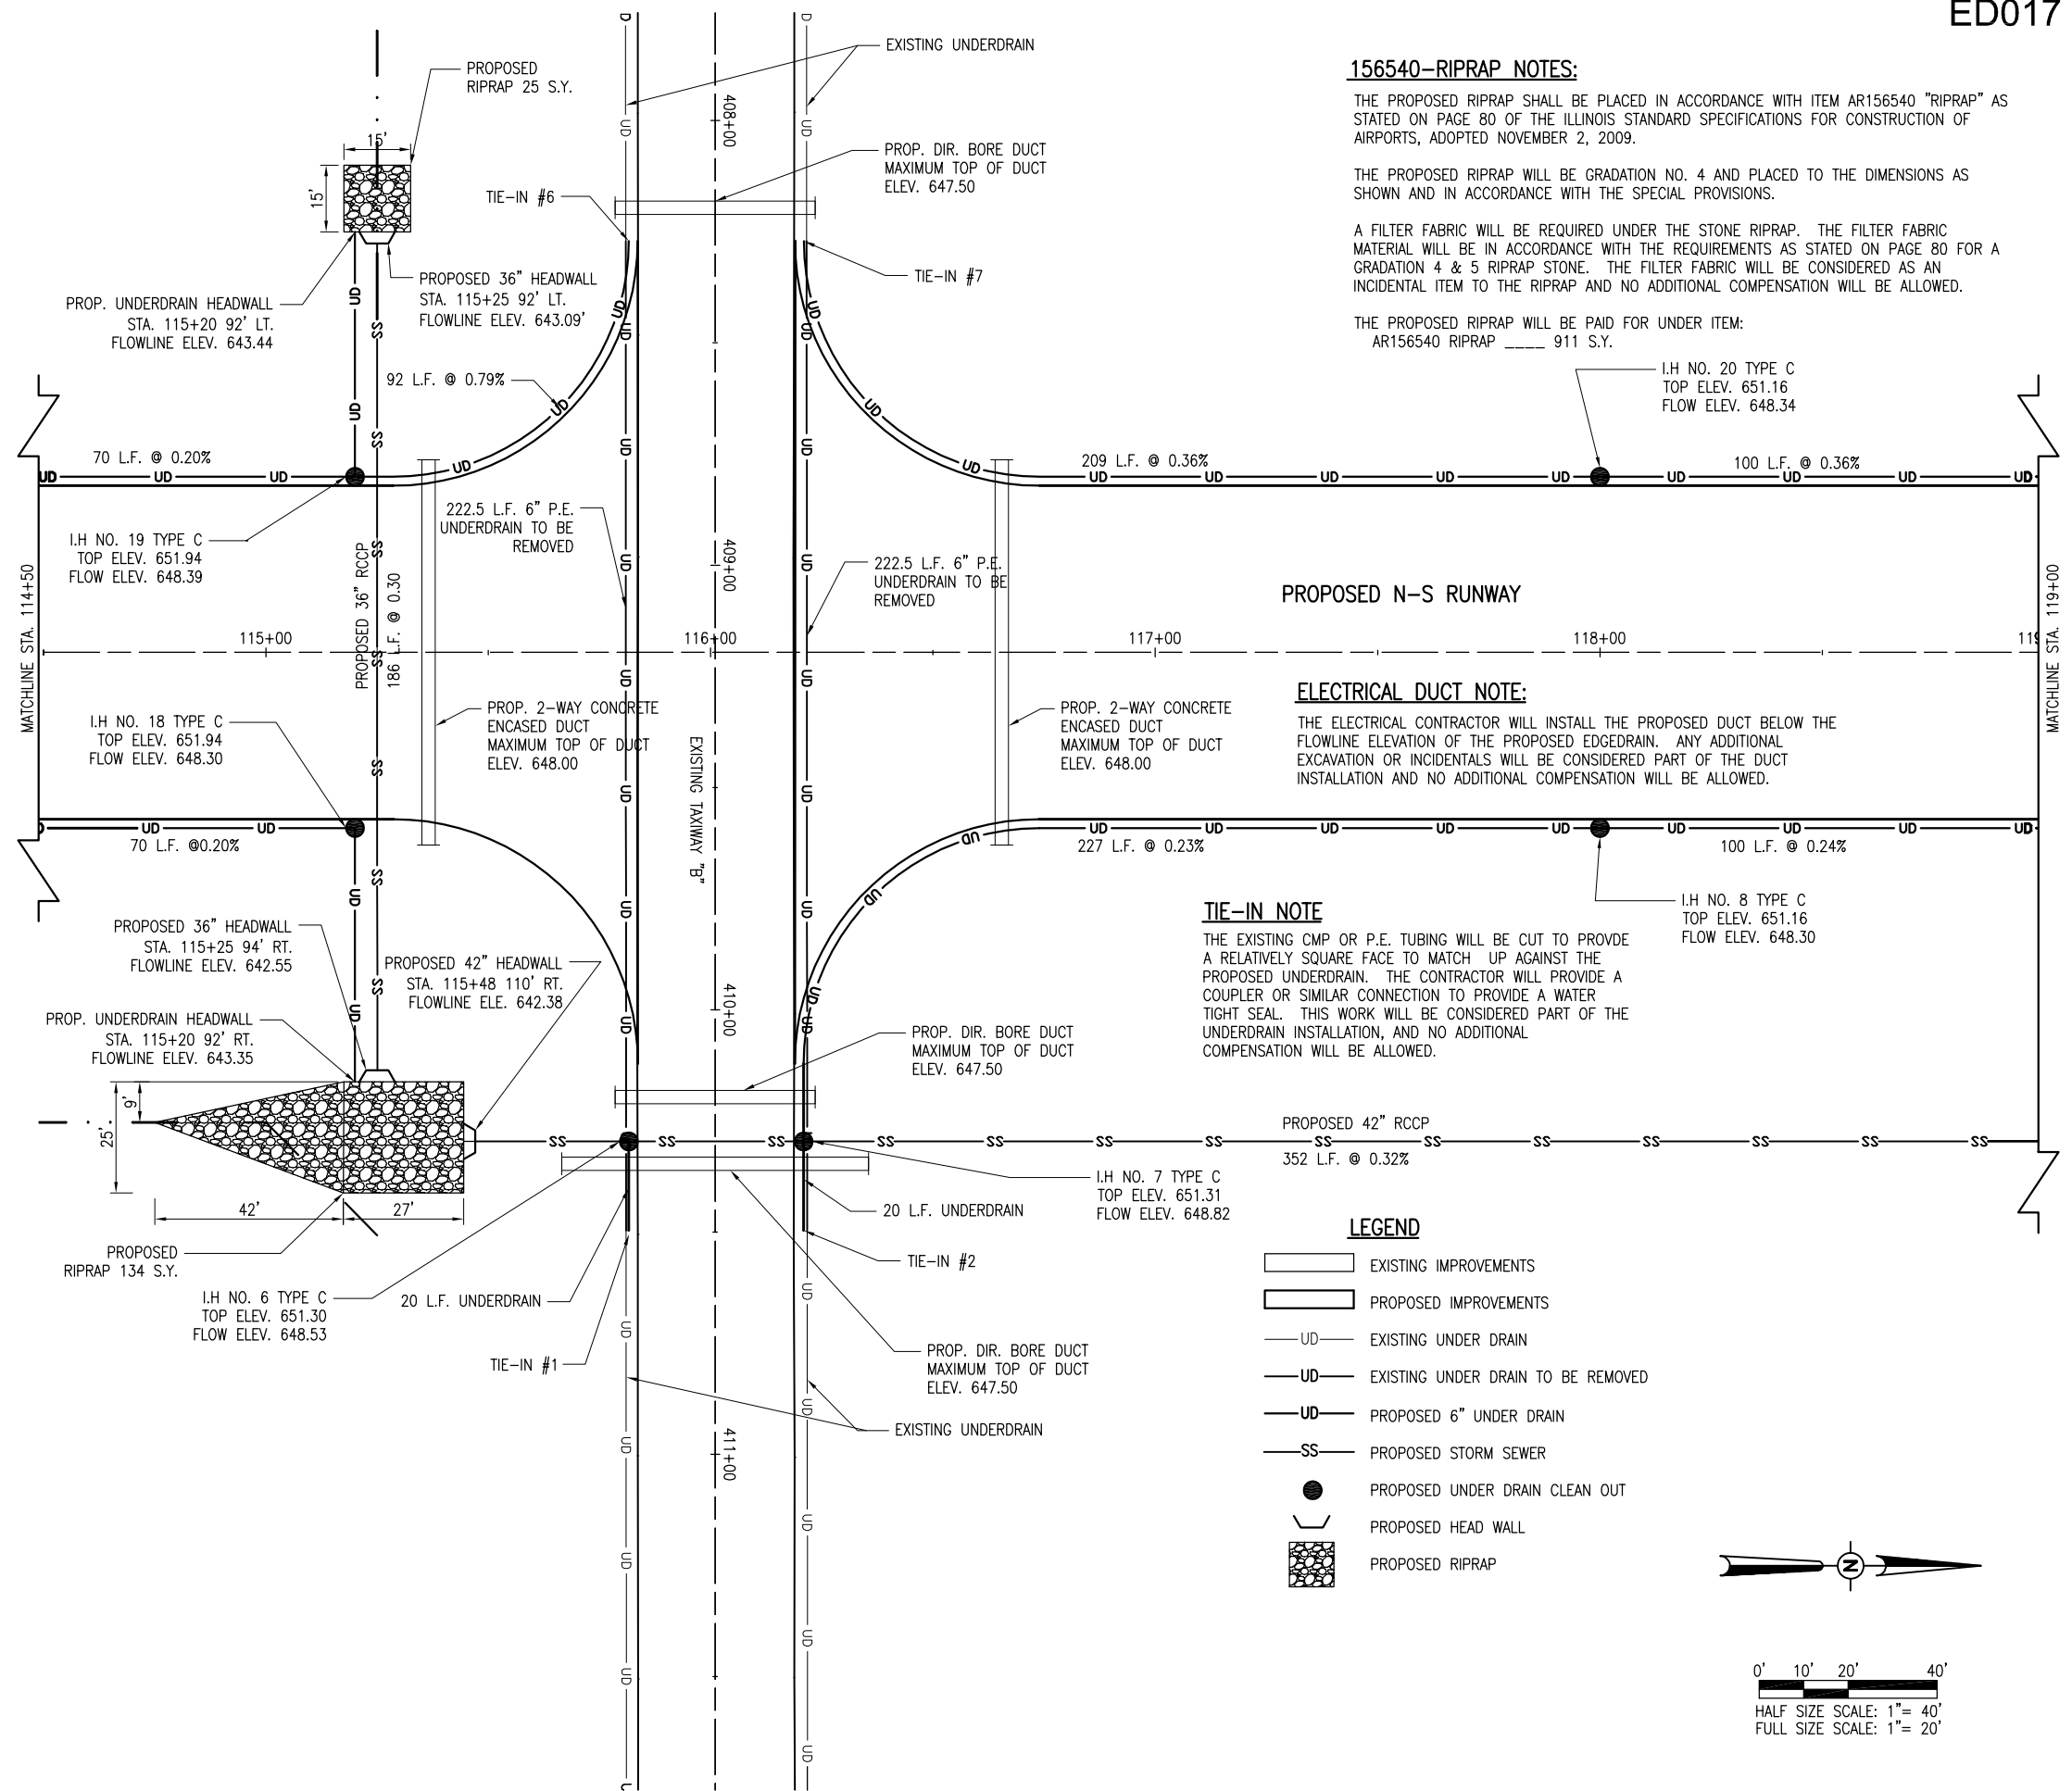 ED017
EXISTING UNDERDRAIN
PROPOSED
RIPRAP 25 S.Y.
15'
15'
408+00
PROP. DIR. BORE DUCT
MAXIMUM TOP OF DUCT
ELEV. 647.50
TIE-IN #6
TIE-IN #7
PROPOSED 36" HEADWALL
STA. 115+25 92' LT.
FLOWLINE ELEV. 643.09'
PROP. UNDERDRAIN HEADWALL
STA. 115+20 92' LT.
FLOWLINE ELEV. 643.44
92 L.F. @ 0.79%
156540-RIPRAP NOTES:
THE PROPOSED RIPRAP SHALL BE PLACED IN ACCORDANCE WITH ITEM AR156540 "RIPRAP" AS
STATED ON PAGE 80 OF THE ILLINOIS STANDARD SPECIFICATIONS FOR CONSTRUCTION OF
AIRPORTS, ADOPTED NOVEMBER 2, 2009.
THE PROPOSED RIPRAP WILL BE GRADATION NO. 4 AND PLACED TO THE DIMENSIONS AS
SHOWN AND IN ACCORDANCE WITH THE SPECIAL PROVISIONS.
A FILTER FABRIC WILL BE REQUIRED UNDER THE STONE RIPRAP. THE FILTER FABRIC
MATERIAL WILL BE IN ACCORDANCE WITH THE REQUIREMENTS AS STATED ON PAGE 80 FOR A
GRADATION 4 & 5 RIPRAP STONE. THE FILTER FABRIC WILL BE CONSIDERED AS AN
INCIDENTAL ITEM TO THE RIPRAP AND NO ADDITIONAL COMPENSATION WILL BE ALLOWED.
THE PROPOSED RIPRAP WILL BE PAID FOR UNDER ITEM:
AR156540 RIPRAP ____ 911 S.Y.
I.H NO. 20 TYPE C
TOP ELEV. 651.16
FLOW ELEV. 648.34
70 L.F. @ 0.20%
209 L.F. @ 0.36%
100 L.F. @ 0.36%
I.H NO. 19 TYPE C
TOP ELEV. 651.94
FLOW ELEV. 648.39
222.5 L.F. 6" P.E.
UNDERDRAIN TO BE
REMOVED
409+00
222.5 L.F. 6" P.E.
UNDERDRAIN TO BE
REMOVED
PROPOSED 36" RCCP
186 L.F. @ 0.30
PROPOSED N-S RUNWAY
MATCHLINE STA. 114+50
MATCHLINE STA. 119+00
115+00
116+00
117+00
118+00
119
I.H NO. 18 TYPE C
TOP ELEV. 651.94
FLOW ELEV. 648.30
PROP. 2-WAY CONCRETE
ENCASED DUCT
MAXIMUM TOP OF DUCT
ELEV. 648.00
EXISTING TAXIWAY "B"
PROP. 2-WAY CONCRETE
ENCASED DUCT
MAXIMUM TOP OF DUCT
ELEV. 648.00
ELECTRICAL DUCT NOTE:
THE ELECTRICAL CONTRACTOR WILL INSTALL THE PROPOSED DUCT BELOW THE
FLOWLINE ELEVATION OF THE PROPOSED EDGEDRAIN. ANY ADDITIONAL
EXCAVATION OR INCIDENTALS WILL BE CONSIDERED PART OF THE DUCT
INSTALLATION AND NO ADDITIONAL COMPENSATION WILL BE ALLOWED.
70 L.F. @0.20%
227 L.F. @ 0.23%
100 L.F. @ 0.24%
I.H NO. 8 TYPE C
TOP ELEV. 651.16
FLOW ELEV. 648.30
PROPOSED 36" HEADWALL
STA. 115+25 94' RT.
FLOWLINE ELEV. 642.55
PROPOSED 42" HEADWALL
STA. 115+48 110' RT.
FLOWLINE ELE. 642.38
PROP. UNDERDRAIN HEADWALL
STA. 115+20 92' RT.
FLOWLINE ELEV. 643.35
TIE-IN NOTE
THE EXISTING CMP OR P.E. TUBING WILL BE CUT TO PROVDE
A RELATIVELY SQUARE FACE TO MATCH UP AGAINST THE
PROPOSED UNDERDRAIN. THE CONTRACTOR WILL PROVIDE A
COUPLER OR SIMILAR CONNECTION TO PROVIDE A WATER
TIGHT SEAL. THIS WORK WILL BE CONSIDERED PART OF THE
UNDERDRAIN INSTALLATION, AND NO ADDITIONAL
COMPENSATION WILL BE ALLOWED.
410+00
PROP. DIR. BORE DUCT
MAXIMUM TOP OF DUCT
ELEV. 647.50
9'
25'
42'
27'
PROPOSED 42" RCCP
352 L.F. @ 0.32%
I.H NO. 7 TYPE C
TOP ELEV. 651.31
FLOW ELEV. 648.82
20 L.F. UNDERDRAIN
TIE-IN #2
PROPOSED
RIPRAP 134 S.Y.
I.H NO. 6 TYPE C
TOP ELEV. 651.30
FLOW ELEV. 648.53
20 L.F. UNDERDRAIN
TIE-IN #1
PROP. DIR. BORE DUCT
MAXIMUM TOP OF DUCT
ELEV. 647.50
EXISTING UNDERDRAIN
411+00
LEGEND
EXISTING IMPROVEMENTS
PROPOSED IMPROVEMENTS
UD EXISTING UNDER DRAIN
UD EXISTING UNDER DRAIN TO BE REMOVED
UD PROPOSED 6" UNDER DRAIN
SS PROPOSED STORM SEWER
PROPOSED UNDER DRAIN CLEAN OUT
PROPOSED HEAD WALL
PROPOSED RIPRAP
N
0' 10' 20' 40'
HALF SIZE SCALE: 1"= 40'
FULL SIZE SCALE: 1"= 20'